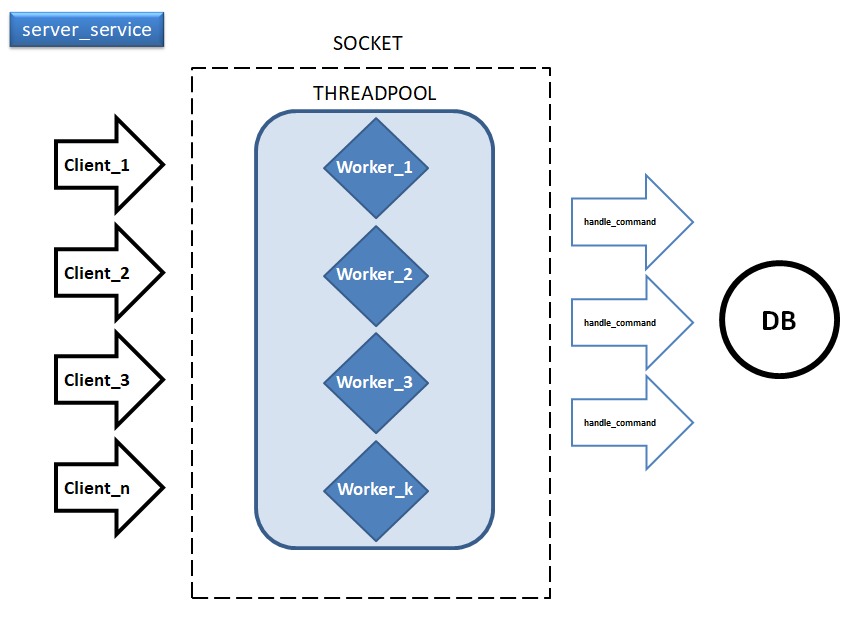 server_service
SOCKET
THREADPOOL
Client_1
Client_2
Client_3
Client_n
Worker_1
Worker_2
Worker_3
Worker_k
handle_command
handle_command
handle_command
DB